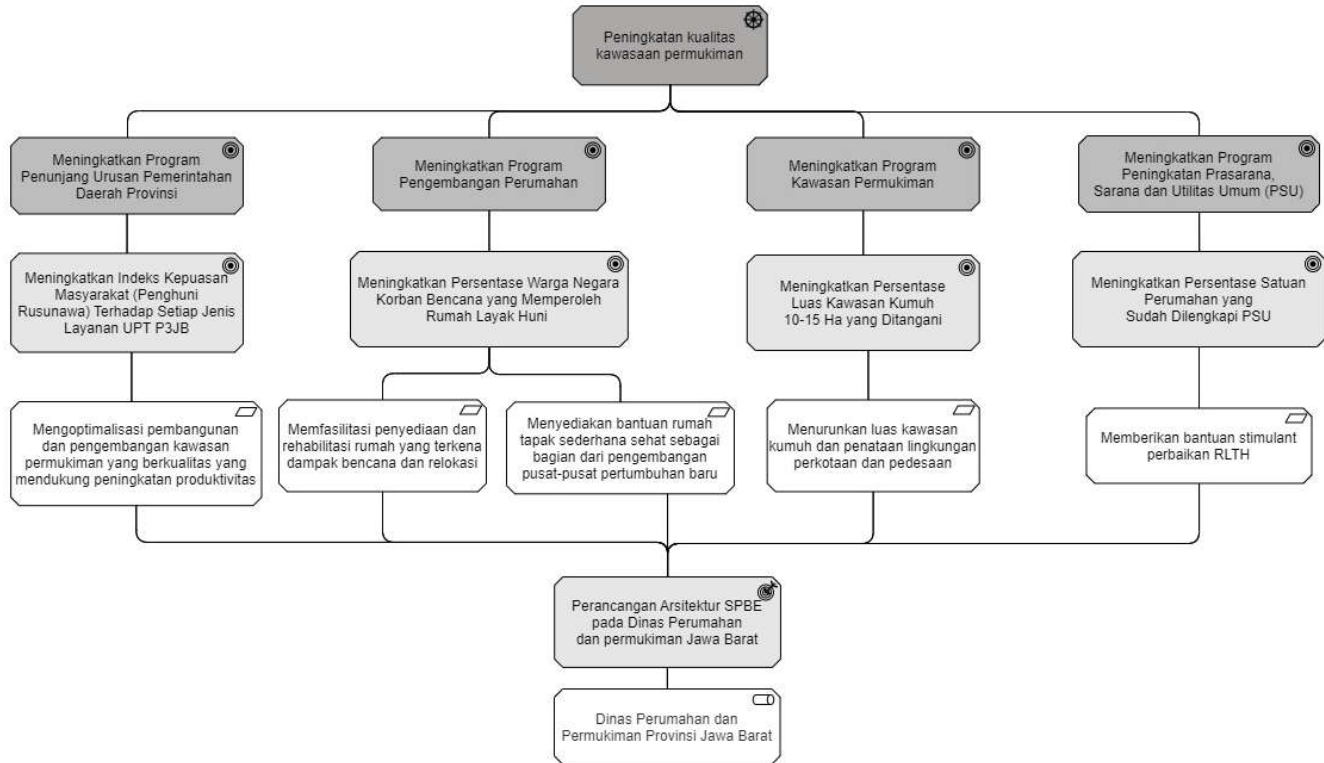 Peningkatan kualitas
kawasaan permukiman
Meningkatkan Program
Penunjang Urusan Pemerintahan
Daerah Provinsi
Meningkatkan Program
Pengembangan Perumahan
Meningkatkan Program
Kawasan Permukiman
Meningkatkan Program
Peningkatan Prasarana,
Sarana dan Utilitas Umum (PSU)
Meningkatkan Indeks Kepuasan
Masyarakat (Penghuni
Rusunawa) Terhadap Setiap Jenis
Layanan UPT P3JB
Meningkatkan Persentase Warga Negara
Korban Bencana yang Memperoleh
Rumah Layak Huni
Meningkatkan Persentase
Luas Kawasan Kumuh
10-15 Ha yang Ditangani
Meningkatkan Persentase Satuan
Perumahan yang
Sudah Dilengkapi PSU
Mengoptimalisasi pembangunan
dan pengembangan kawasan
permukiman yang berkualitas yang
mendukung peningkatan produktivitas
Memfasilitasi penyediaan dan
rehabilitasi rumah yang terkena
dampak bencana dan relokasi
Menyediakan bantuan rumah
tapak sederhana sehat sebagai
bagian dari pengembangan
pusat-pusat pertumbuhan baru
Menurunkan luas kawasan
kumuh dan penataan lingkungan
perkotaan dan pedesaan
Memberikan bantuan stimulant
perbaikan RLTH
Perancangan Arsitektur SPBE
pada Dinas Perumahan
dan permukiman Jawa Barat
Dinas Perumahan dan
Permukiman Provinsi Jawa Barat